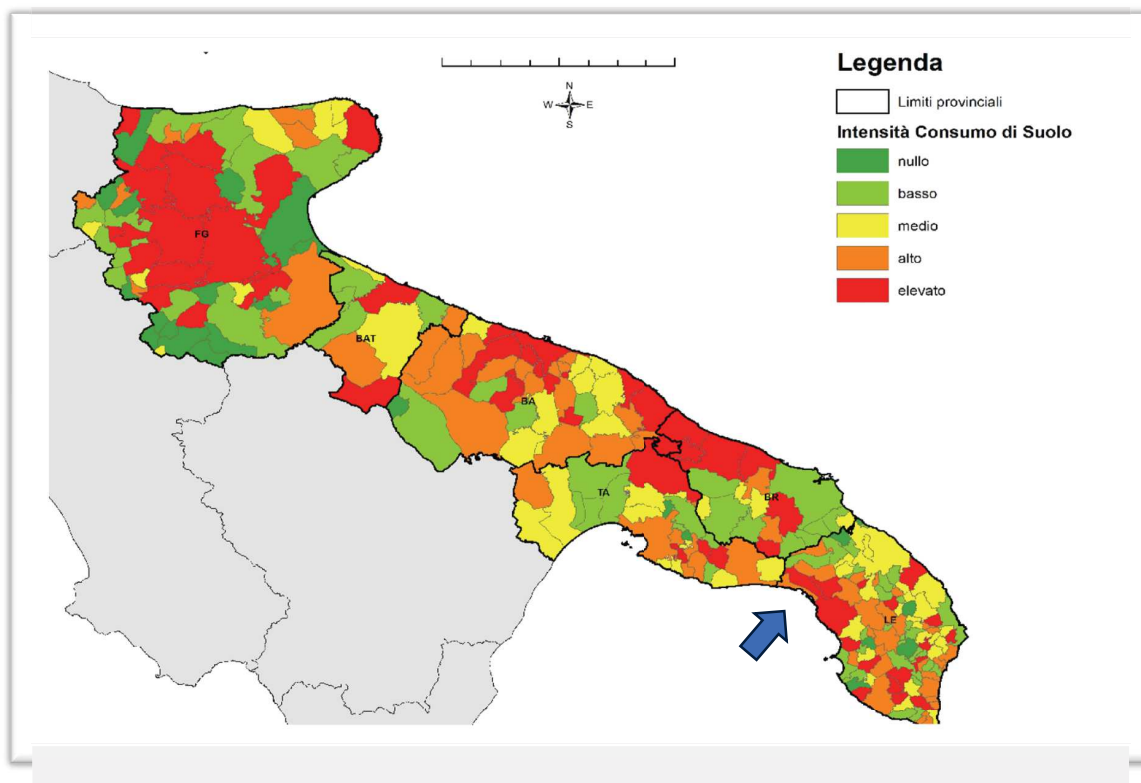 Legenda
Limiti provinciali
Intensità Consumo di Suolo
nullo
basso
medio
alto
elevato
N
W E
S
FG
BAT
BA
TA
BR
LE